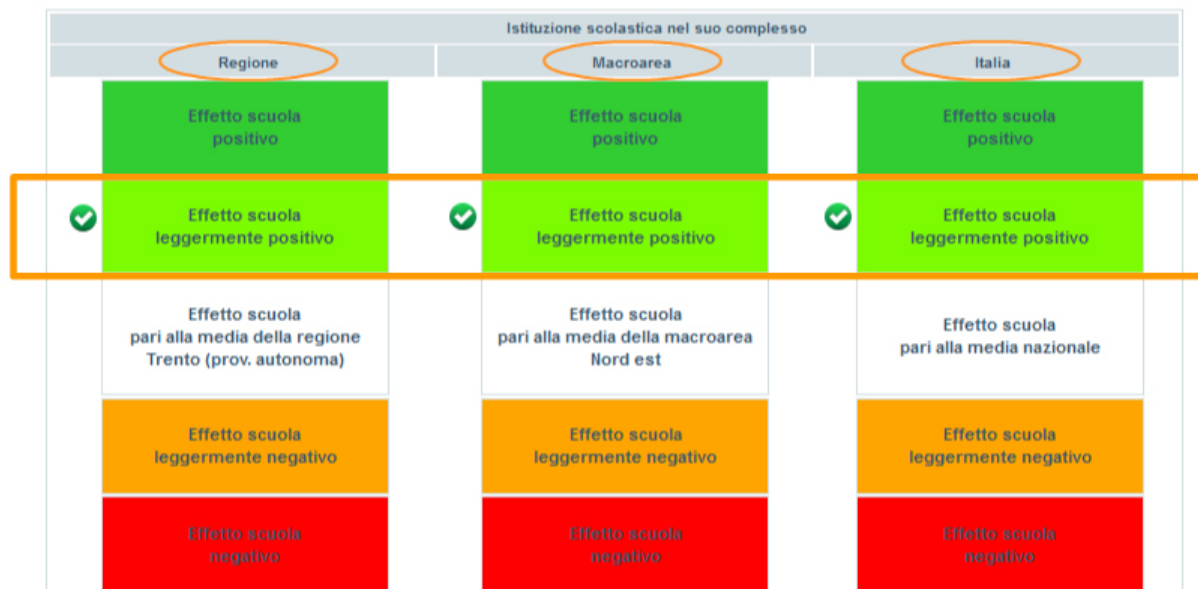 Istituzione scolastica nel suo complesso
Regione
Macroarea
Italia
Effetto scuola
positivo
Effetto scuola
positivo
Effetto scuola
positivo
Effetto scuola
leggermente positivo
Effetto scuola
leggermente positivo
Effetto scuola
leggermente positivo
Effetto scuola
pari alla media della regione
Trento (prov. autonoma)
Effetto scuola
pari alla media della macroarea
Nord est
Effetto scuola
pari alla media nazionale
Effetto scuola
leggermente negativo
Effetto scuola
leggermente negativo
Effetto scuola
leggermente negativo
Effetto scuola
negativo
Effetto scuola
negativo
Effetto scuola
negativo